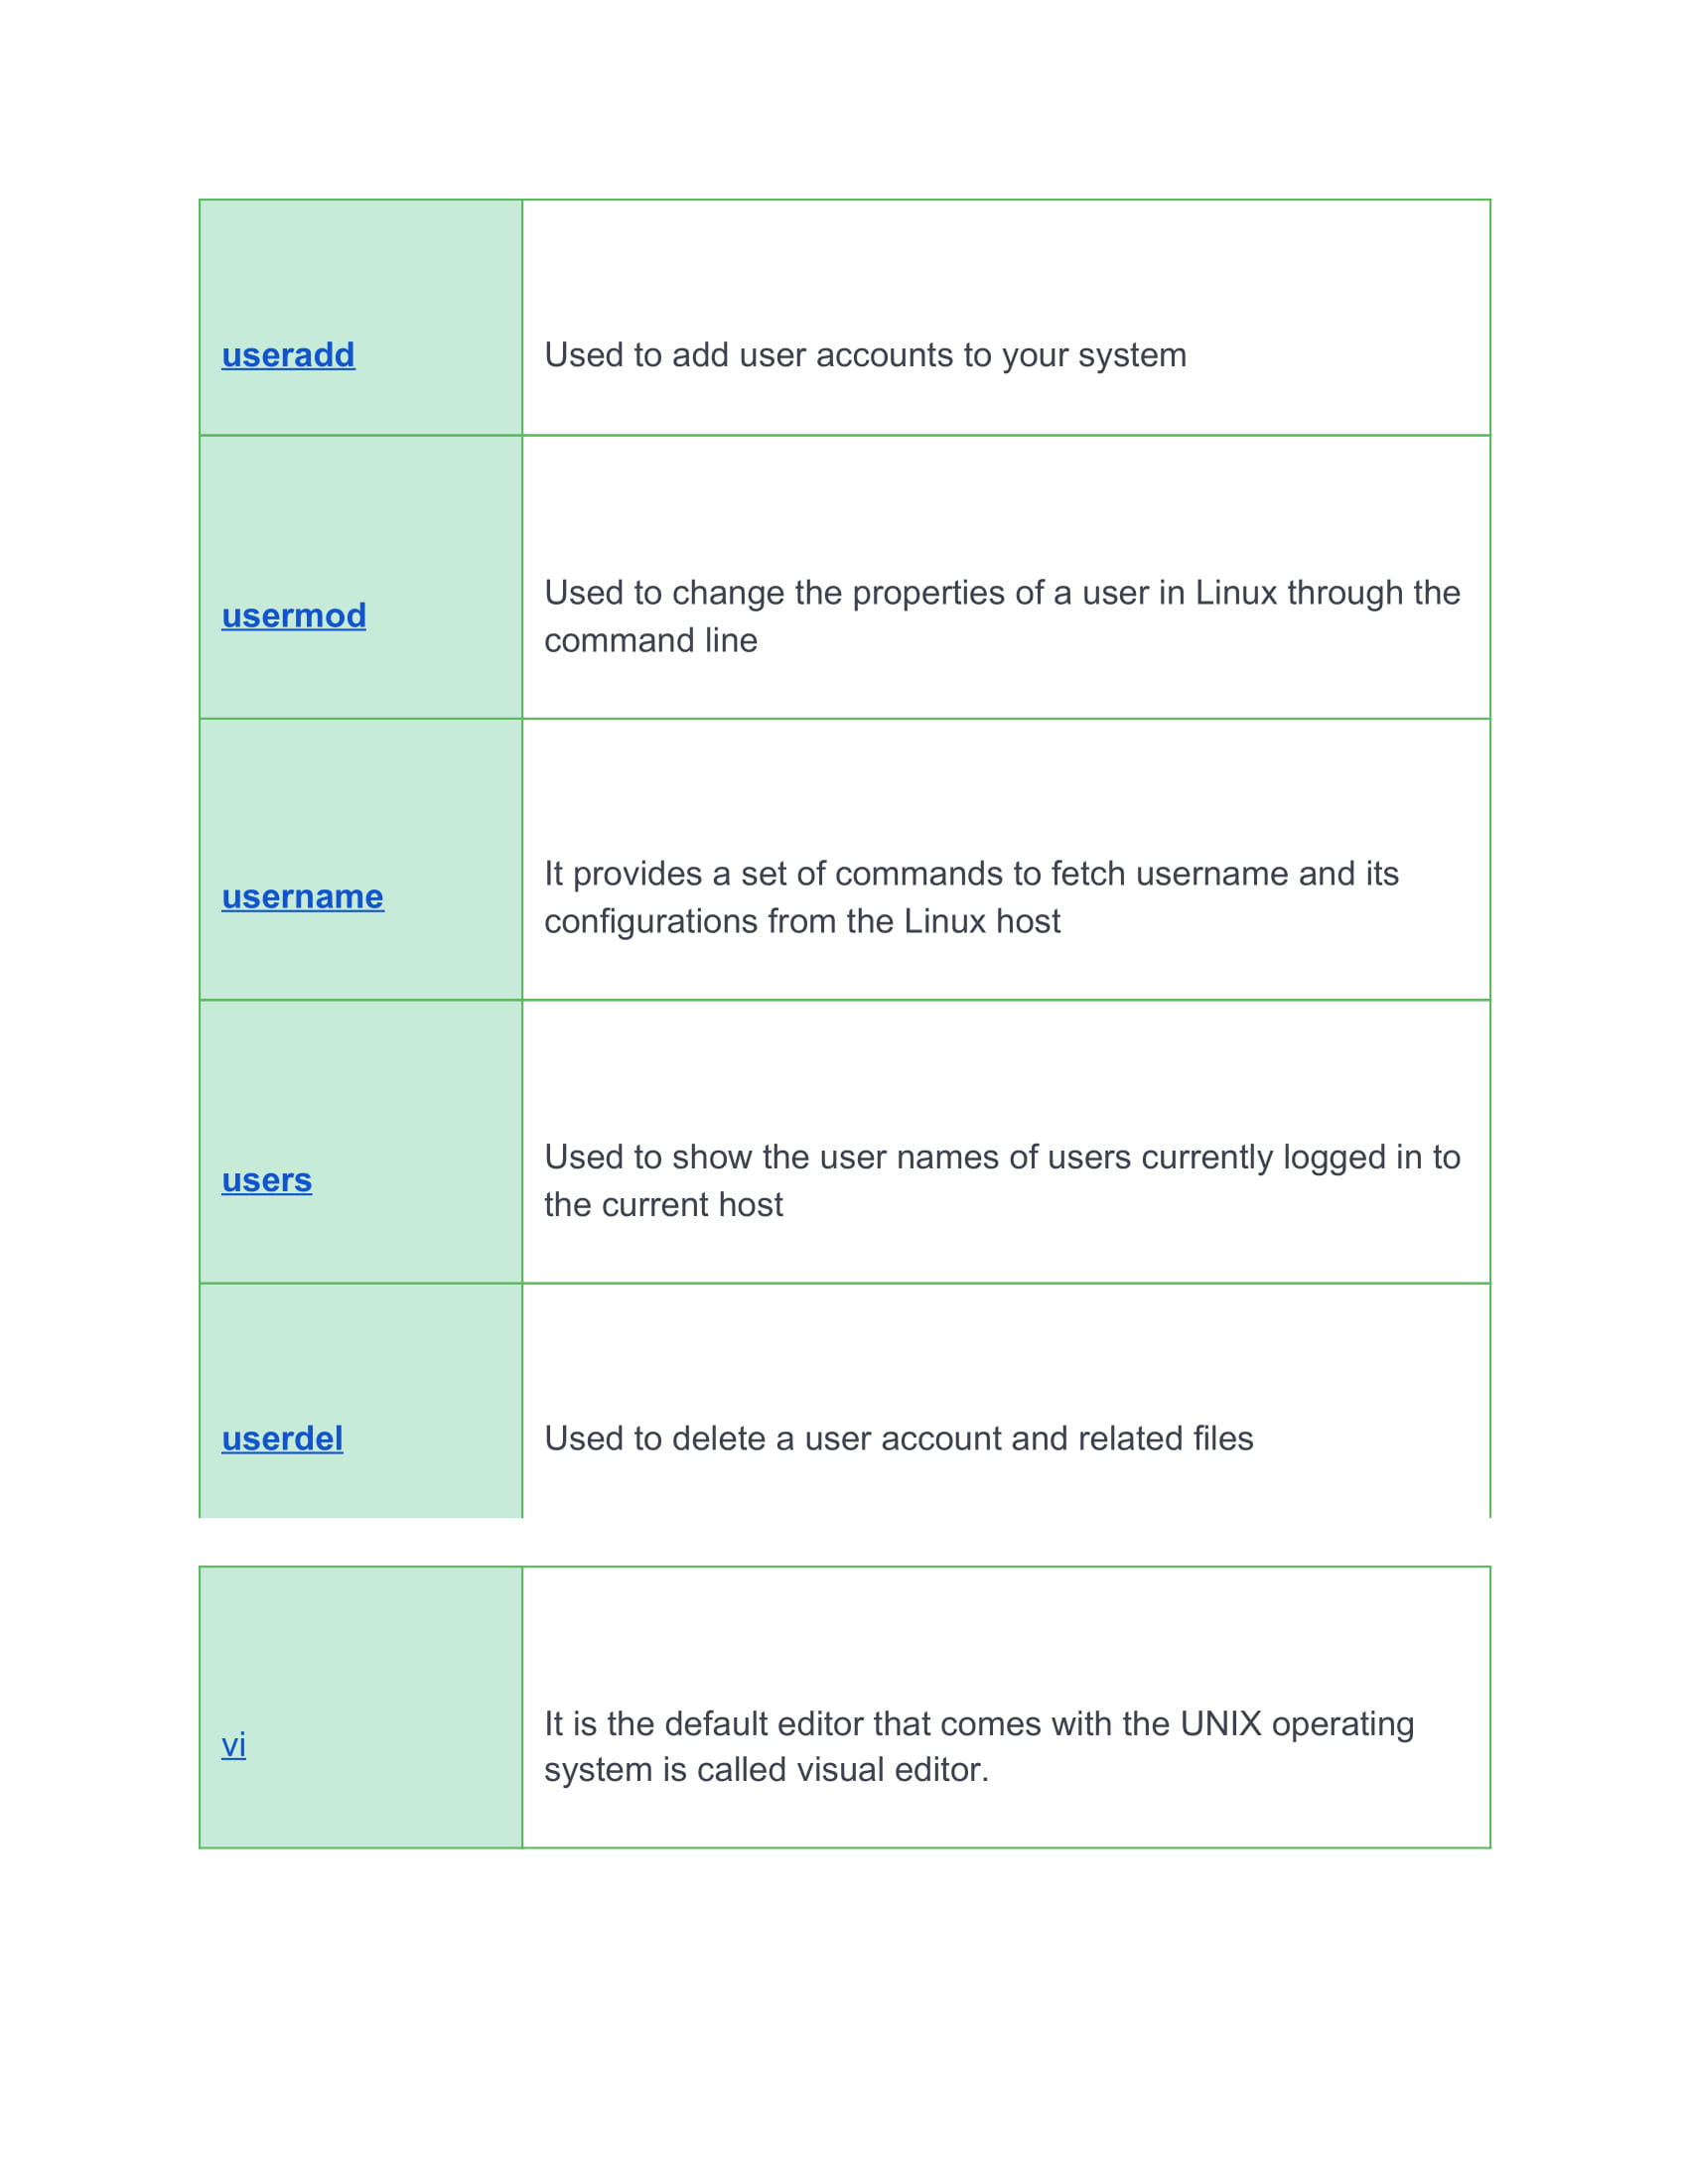 useradd
Used to add user accounts to your system
usermod
Used to change the properties of a user in Linux through the
command line
username
It provides a set of commands to fetch username and its
configurations from the Linux host
users
Used to show the user names of users currently logged in to
the current host
userdel
Used to delete a user account and related files
vi
It is the default editor that comes with the UNIX operating
system is called visual editor.